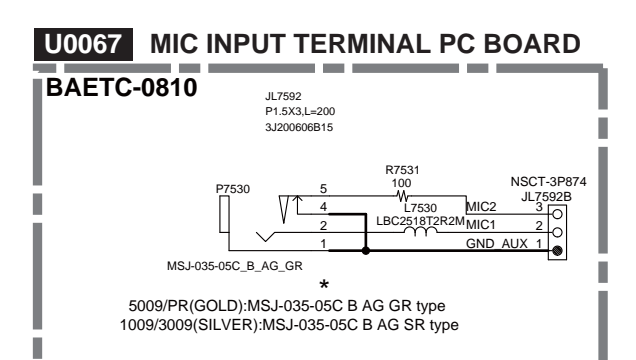 U0067 MIC INPUT TERMINAL PC BOARD
BAETC-0810
JL7592
P1.5X3,L=200
3J200606B15
R7531
100
NSCT-3P874
JL7592B
P7530
5
4
2
1
L7530
LBC2518T2R2M
MIC2 3
MIC1 2
GND_AUX 1
MSJ-035-05C_B_AG_GR
*
5009/PR(GOLD):MSJ-035-05C B AG GR type
1009/3009(SILVER):MSJ-035-05C B AG SR type